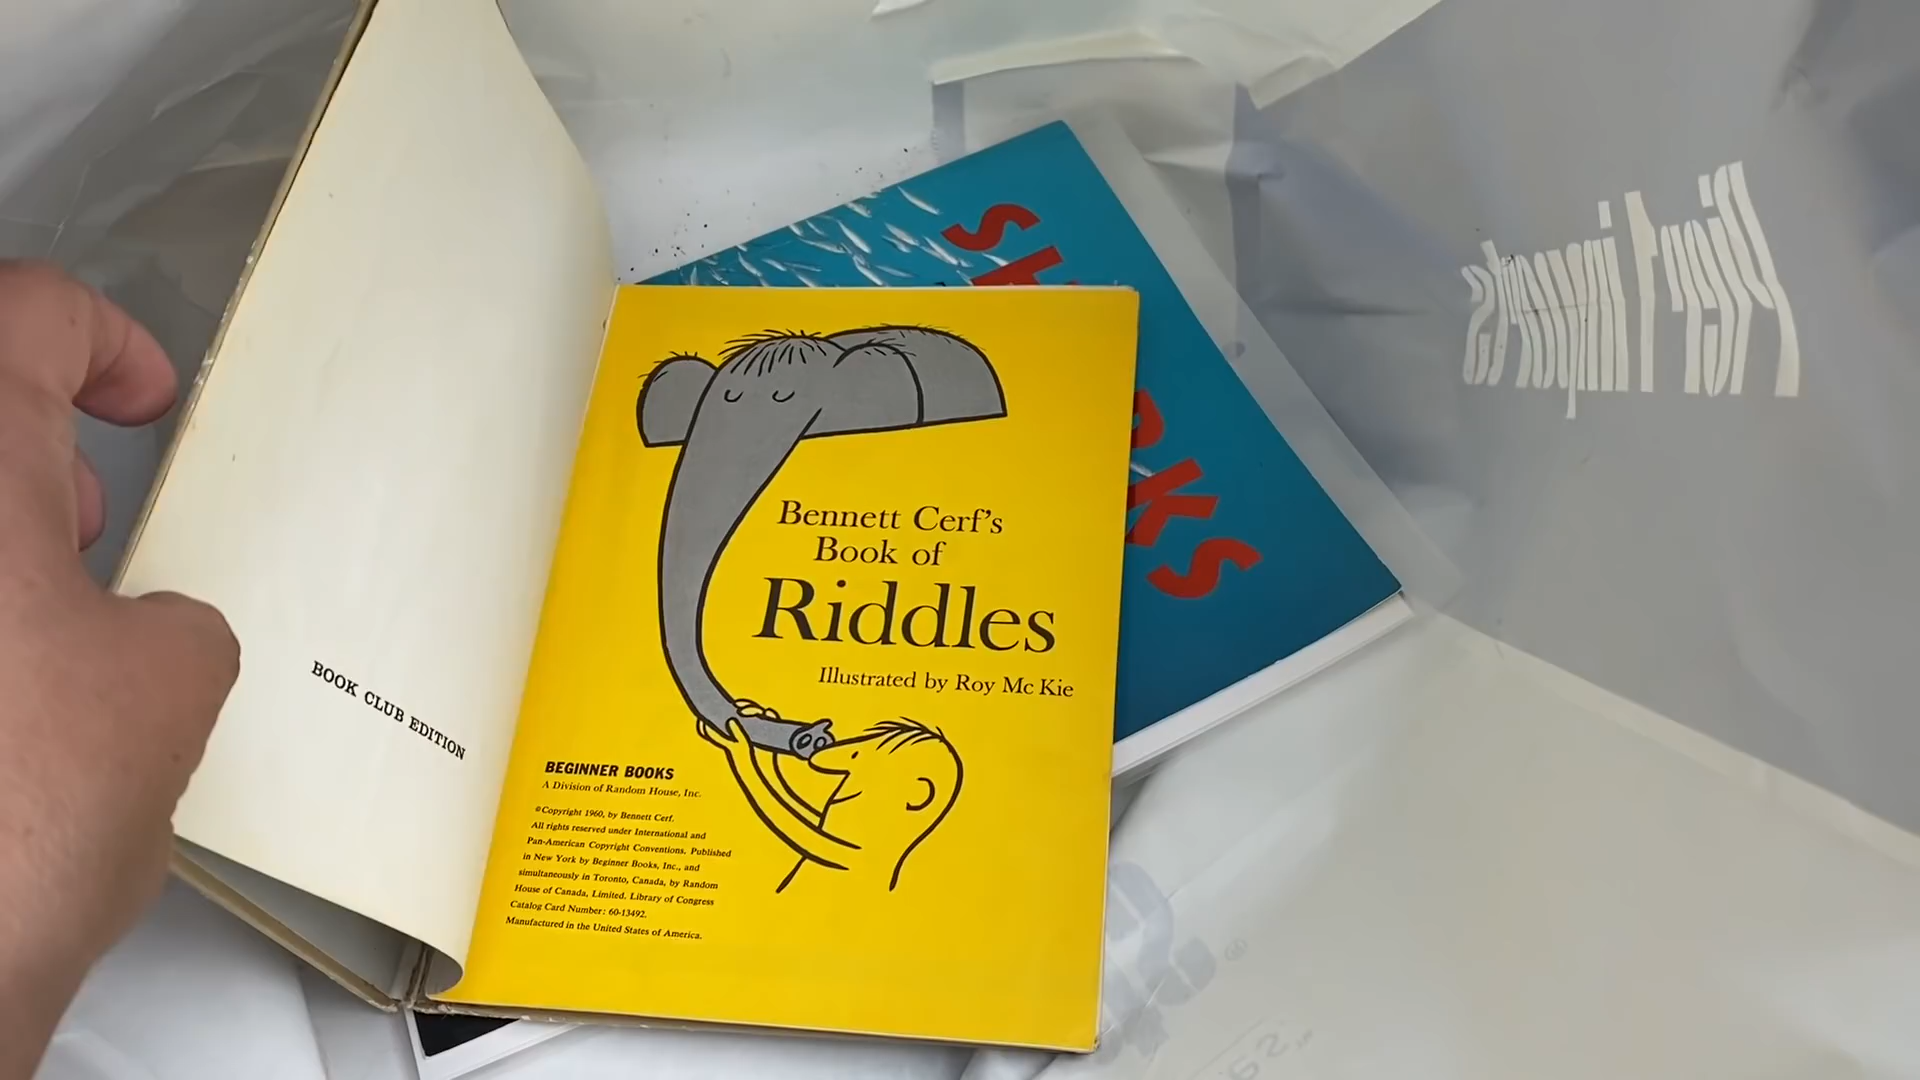 BOOK CLUB EDITION
Bennett Cerf's
Book of
Riddles
Illustrated by Roy Mc Kie
BEGINNER BOOKS
A Division of Random House, Inc.
© Copyright 1960, by Bennett Cerf.
All rights reserved under International and
Pan-American Copyright Conventions. Published
in New York by Beginner Books, Inc., and
simultaneously in Toronto, Canada, by Random
House of Canada, Limited. Library of Congress
Catalog Card Number: 60-13492.
Manufactured in the United States of America.
Pier 1 imports